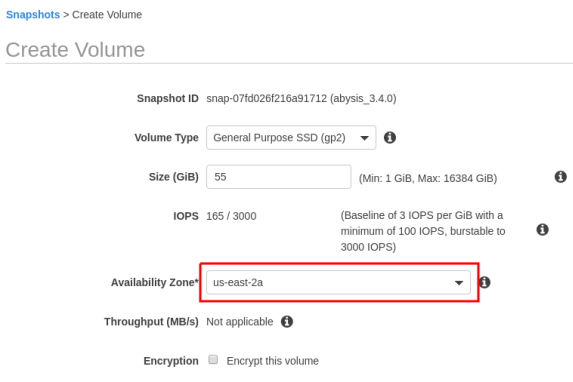 Snapshots > Create Volume
Create Volume
Snapshot ID snap-07fd026f216a91712 (abysis_3.4.0)
Volume Type General Purpose SSD (gp2)
Size (GiB) 55 (Min: 1 GiB, Max: 16384 GiB)
IOPS 165 / 3000 (Baseline of 3 IOPS per GiB with a
minimum of 100 IOPS, burstable to
3000 IOPS)
Availability Zone* us-east-2a
Throughput (MB/s) Not applicable
Encryption Encrypt this volume